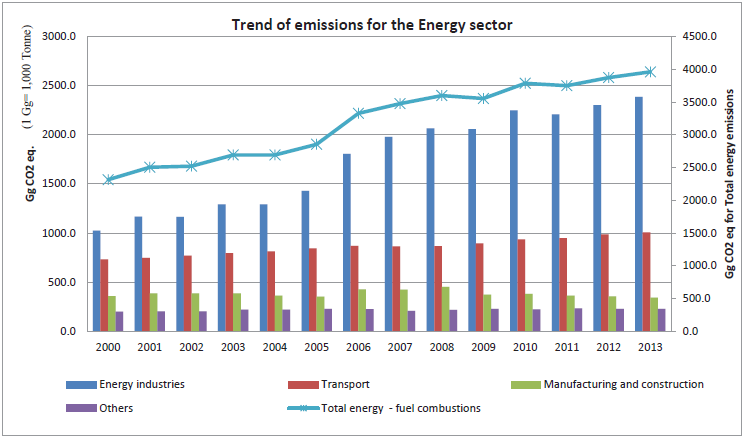 Trend of emissions for the Energy sector
Gg CO2 eq.
(1 Gg= 1,000 Tonne)
3000.0
2500.0
2000.0
1500.0
1000.0
500.0
0.0
4500.0
4000.0
3500.0
3000.0
2500.0
2000.0
1500.0
1000.0
500.0
0.0
Gg CO2 eq for Total energy emissions
2000 2001 2002 2003 2004 2005 2006 2007 2008 2009 2010 2011 2012 2013
Energy industries Transport Manufacturing and construction
Others Total energy - fuel combustions